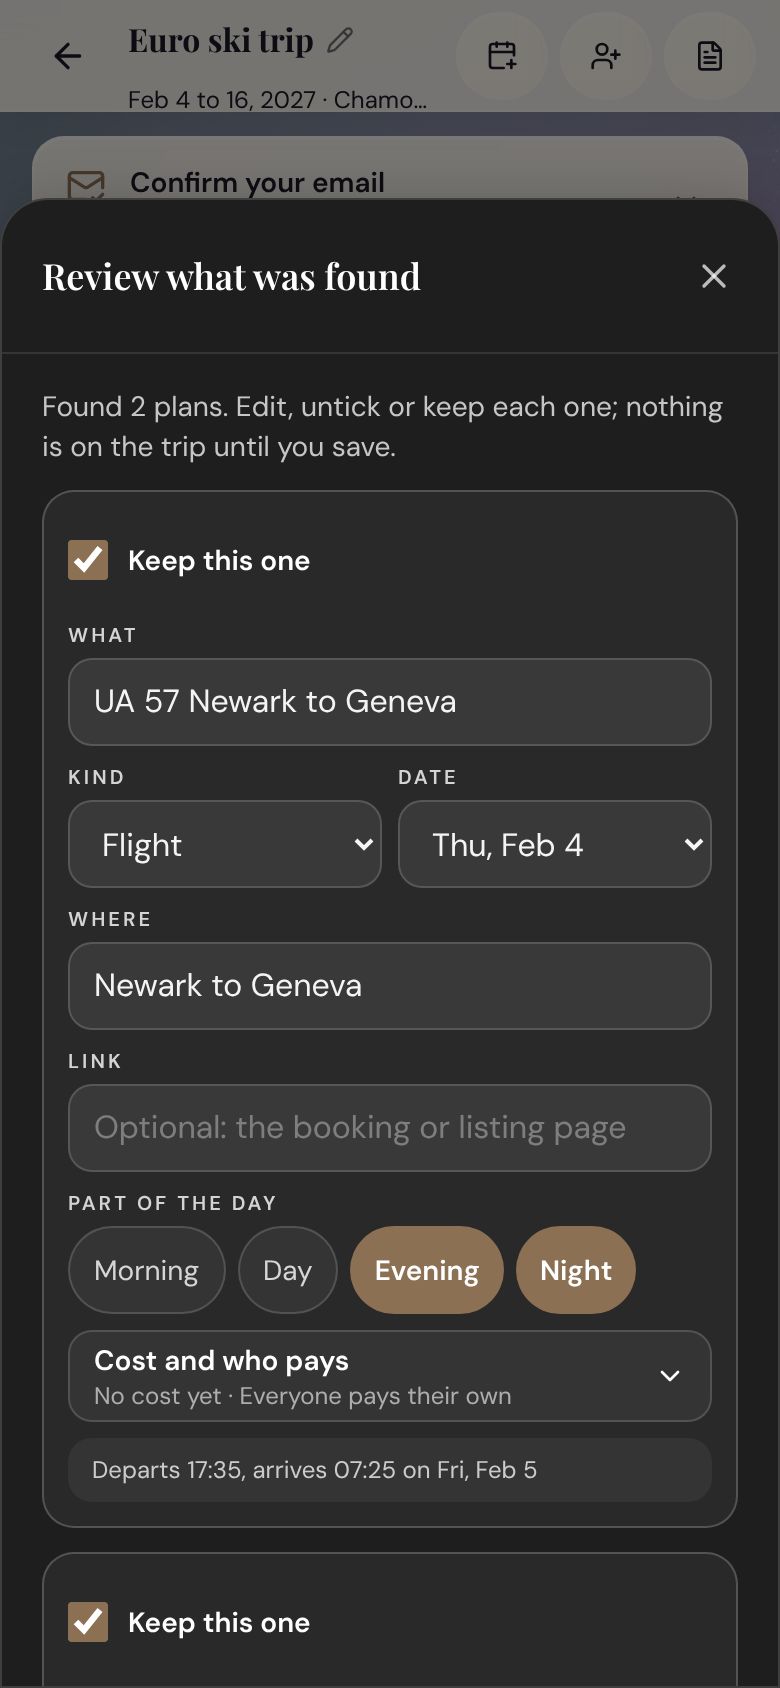 Euro ski trip
Feb 4 to 16, 2027 · Chamo...
Confirm your email
Review what was found
Found 2 plans. Edit, untick or keep each one; nothing
is on the trip until you save.
Keep this one
WHAT
UA 57 Newark to Geneva
KIND
DATE
Flight
Thu, Feb 4
WHERE
Newark to Geneva
LINK
Optional: the booking or listing page
PART OF THE DAY
Morning
Day
Evening
Night
Cost and who pays
No cost yet · Everyone pays their own
Departs 17:35, arrives 07:25 on Fri, Feb 5
Keep this one